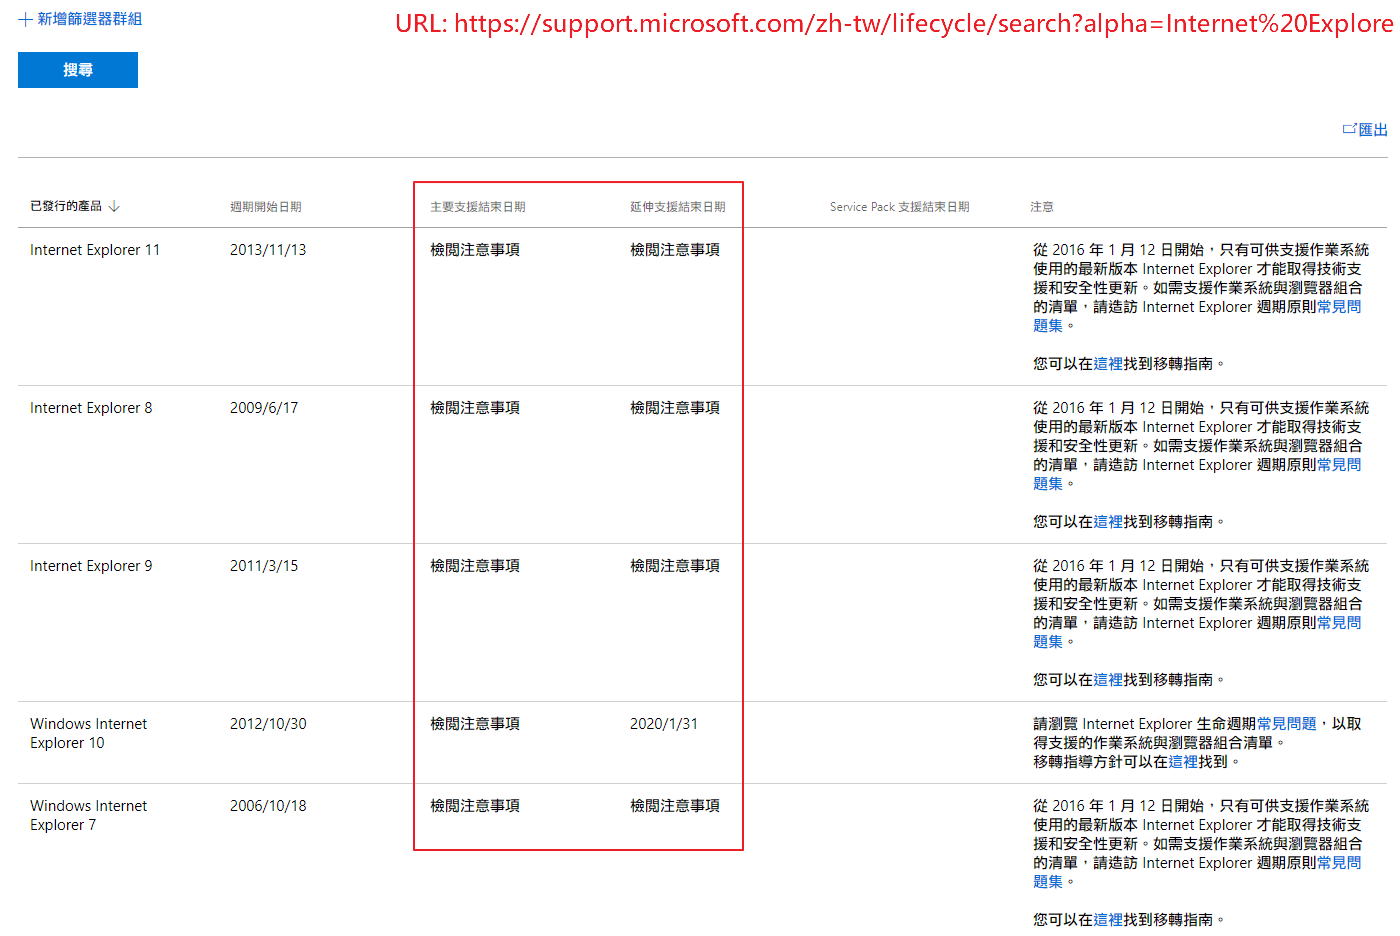 新增篩選器群組
URL: https://support.microsoft.com/zh-tw/lifecycle/search?alpha=Internet%20Explore
搜尋
匯出
已發行的產品 週期開始日期 主要支援結束日期 延伸支援結束日期 Service Pack 支援結束日期 注意
Internet Explorer 11 2013/11/13 檢閱注意事項 檢閱注意事項 從 2016 年 1 月 12 日開始，只有可供支援作業系統
使用的最新版本 Internet Explorer 才能取得技術支
援和安全性更新。如需支援作業系統與瀏覽器組合
的清單，請造訪 Internet Explorer 週期原則常見問
題集。
您可以在這裡找到移轉指南。
Internet Explorer 8 2009/6/17 檢閱注意事項 檢閱注意事項 從 2016 年 1 月 12 日開始，只有可供支援作業系統
使用的最新版本 Internet Explorer 才能取得技術支
援和安全性更新。如需支援作業系統與瀏覽器組合
的清單，請造訪 Internet Explorer 週期原則常見問
題集。
您可以在這裡找到移轉指南。
Internet Explorer 9 2011/3/15 檢閱注意事項 檢閱注意事項 從 2016 年 1 月 12 日開始，只有可供支援作業系統
使用的最新版本 Internet Explorer 才能取得技術支
援和安全性更新。如需支援作業系統與瀏覽器組合
的清單，請造訪 Internet Explorer 週期原則常見問
題集。
您可以在這裡找到移轉指南。
Windows Internet 2012/10/30 檢閱注意事項 2020/1/31 請瀏覽 Internet Explorer 生命週期常見問題，以取
Explorer 10 得支援的作業系統與瀏覽器組合清單。
移轉指導方針可以在這裡找到。
Windows Internet 2006/10/18 檢閱注意事項 檢閱注意事項 從 2016 年 1 月 12 日開始，只有可供支援作業系統
Explorer 7 使用的最新版本 Internet Explorer 才能取得技術支
援和安全性更新。如需支援作業系統與瀏覽器組合
的清單，請造訪 Internet Explorer 週期原則常見問
題集。
您可以在這裡找到移轉指南。